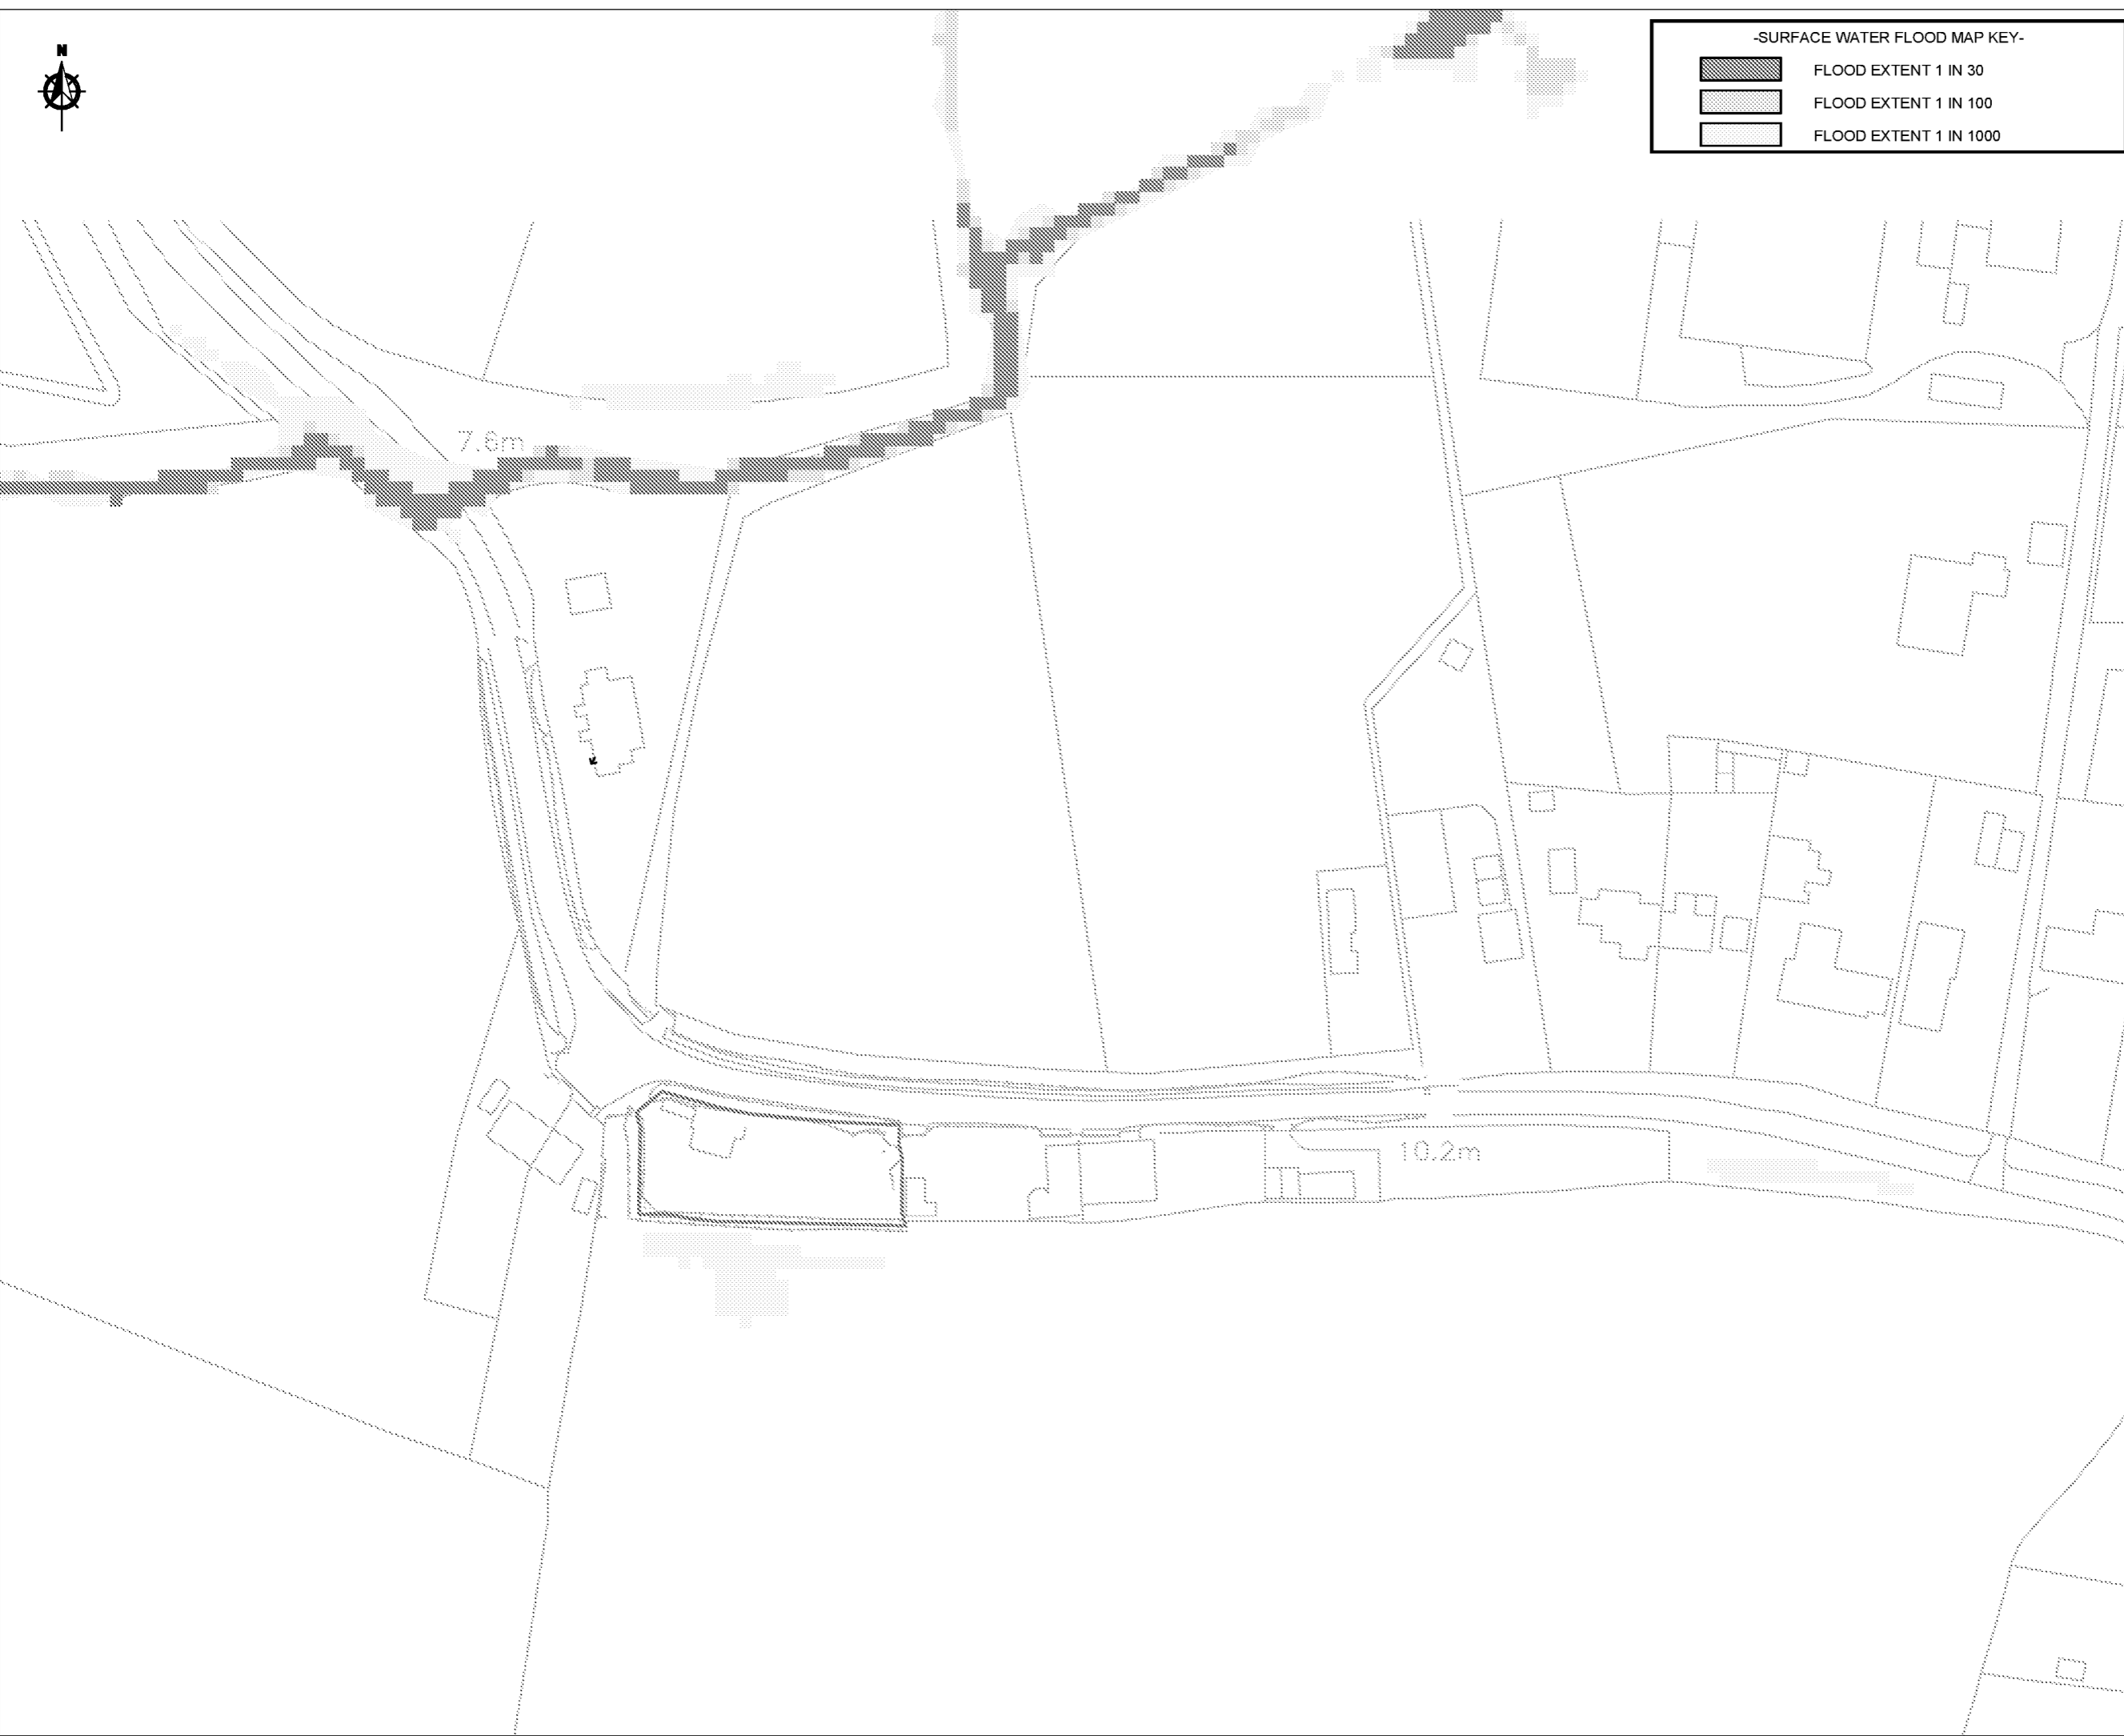 N
-SURFACE WATER FLOOD MAP KEY-
FLOOD EXTENT 1 IN 30
FLOOD EXTENT 1 IN 100
FLOOD EXTENT 1 IN 1000
7.6m
10.2m